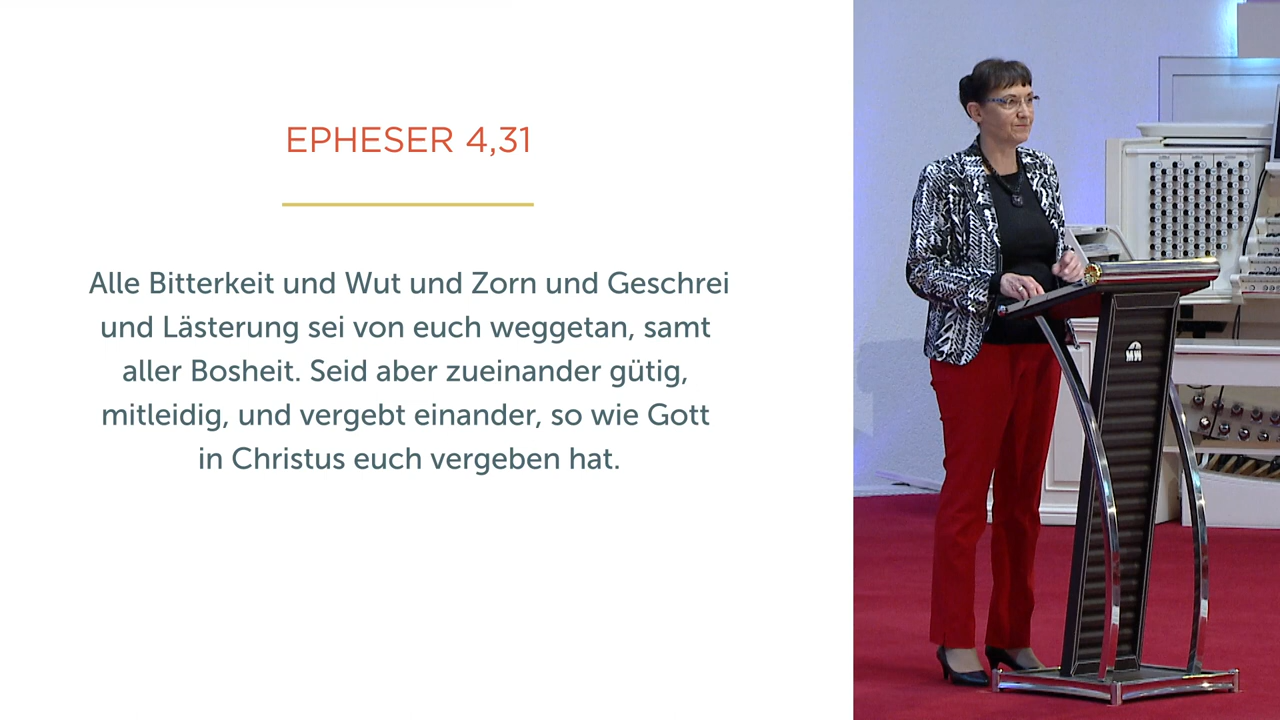 EPHESER 4,31
Alle Bitterkeit und Wut und Zorn und Geschrei
und Lästerung sei von euch weggetan, samt
aller Bosheit. Seid aber zueinander gütig,
mitleidig, und vergebt einander, so wie Gott
in Christus euch vergeben hat.
MW